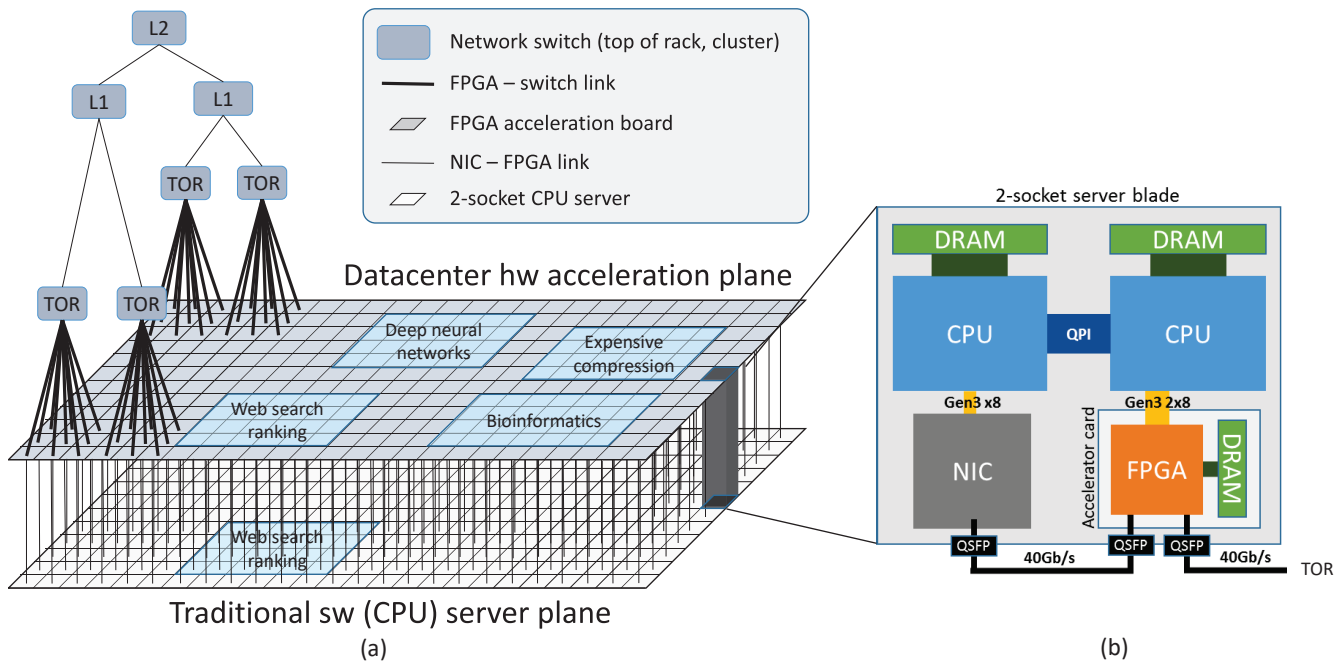 L2
L1
L1
TOR
TOR
TOR
TOR
Network switch (top of rack, cluster)
FPGA – switch link
FPGA acceleration board
NIC – FPGA link
2-socket CPU server
Datacenter hw acceleration plane
Deep neural
networks
Expensive
compression
Web search
ranking
Bioinformatics
Web search
ranking
Traditional sw (CPU) server plane
(a)
2-socket server blade
DRAM
DRAM
CPU
QPI
CPU
Gen3 x8
Gen3 2x8
NIC
Accelerator card
FPGA
DRAM
QSFP
QSFP
QSFP
40Gb/s
40Gb/s
TOR
(b)